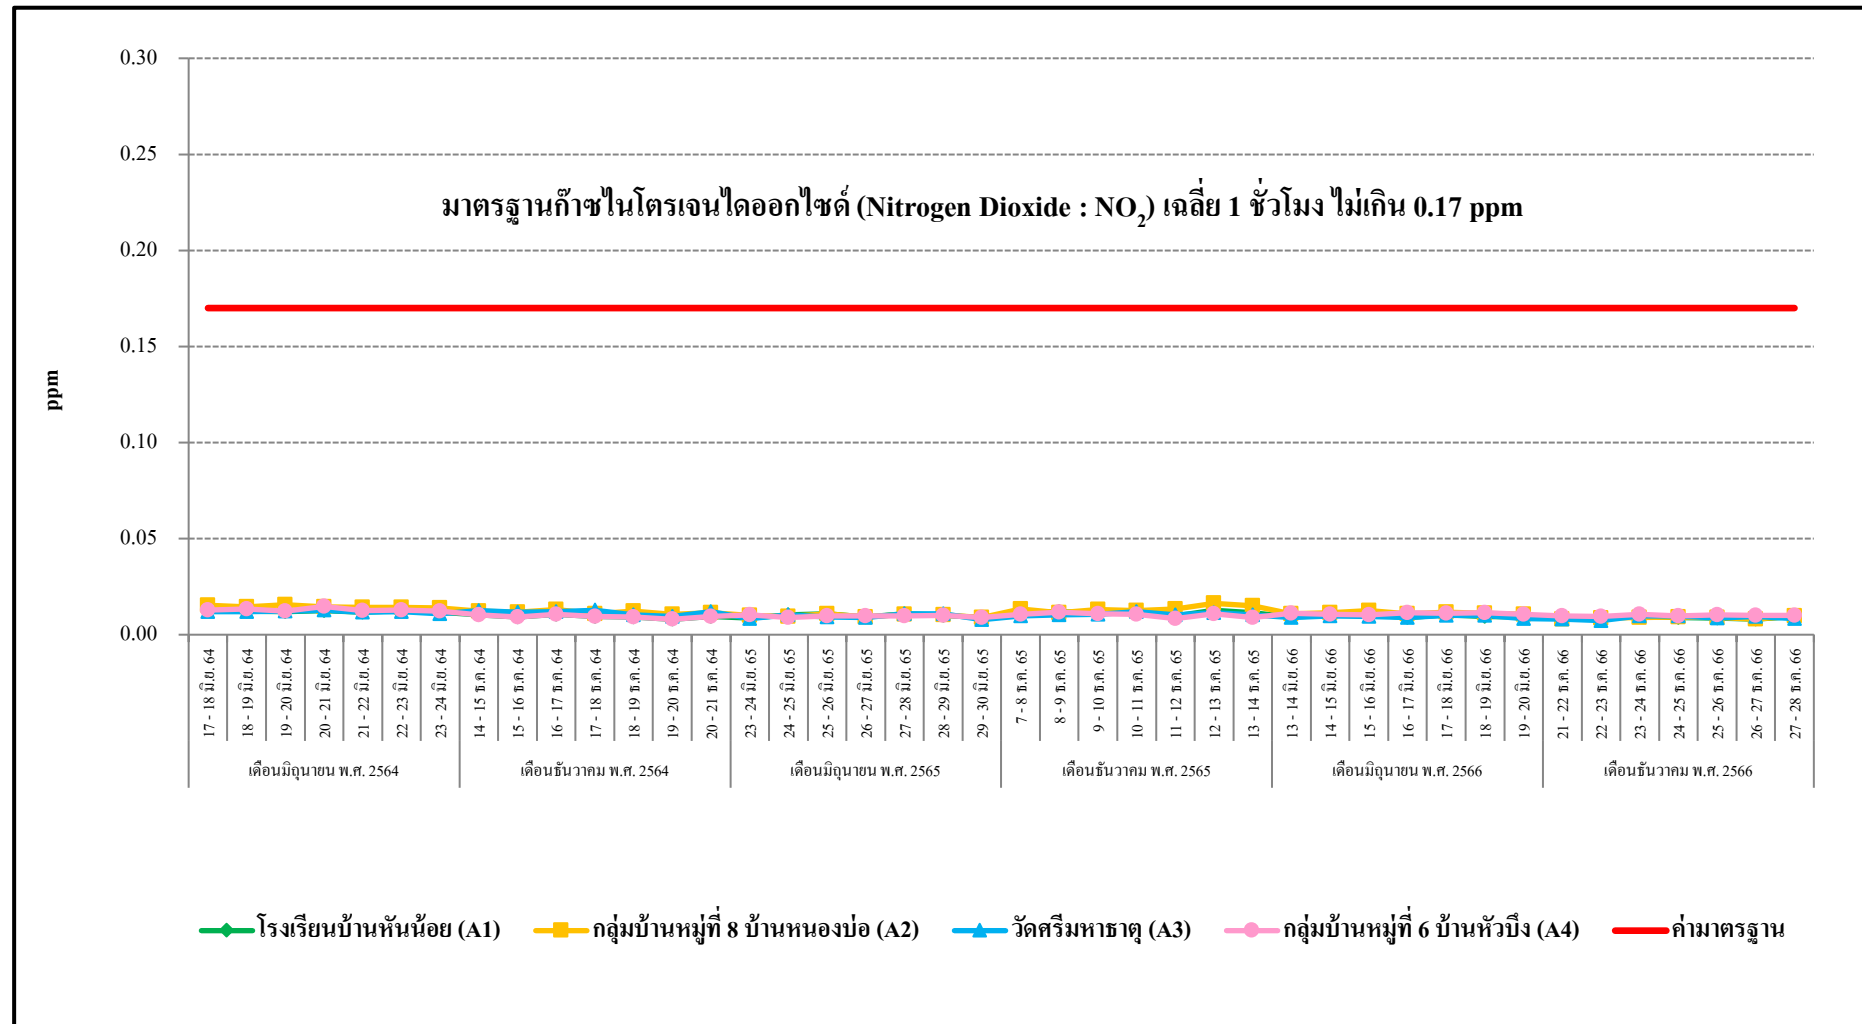 0.30
0.25
0.20
0.15
0.10
0.05
0.00
ppm
มาตรฐานก๊าซไนโตรเจนไดออกไซด์ (Nitrogen Dioxide : NO2) เฉลี่ย 1 ชั่วโมง ไม่เกิน 0.17 ppm
17 - 18 มิ.ย. 64
18 - 19 มิ.ย. 64
19 - 20 มิ.ย. 64
20 - 21 มิ.ย. 64
21 - 22 มิ.ย. 64
22 - 23 มิ.ย. 64
23 - 24 มิ.ย. 64
14 - 15 ธ.ค. 64
15 - 16 ธ.ค. 64
16 - 17 ธ.ค. 64
17 - 18 ธ.ค. 64
18 - 19 ธ.ค. 64
19 - 20 ธ.ค. 64
20 - 21 ธ.ค. 64
23 - 24 มิ.ย. 65
24 - 25 มิ.ย. 65
25 - 26 มิ.ย. 65
26 - 27 มิ.ย. 65
27 - 28 มิ.ย. 65
28 - 29 มิ.ย. 65
29 - 30 มิ.ย. 65
7 - 8 ธ.ค. 65
8 - 9 ธ.ค. 65
9 - 10 ธ.ค. 65
10 - 11 ธ.ค. 65
11 - 12 ธ.ค. 65
12 - 13 ธ.ค. 65
13 - 14 ธ.ค. 65
13 - 14 มิ.ย. 66
14 - 15 มิ.ย. 66
15 - 16 มิ.ย. 66
16 - 17 มิ.ย. 66
17 - 18 มิ.ย. 66
18 - 19 มิ.ย. 66
19 - 20 มิ.ย. 66
21 - 22 ธ.ค. 66
22 - 23 ธ.ค. 66
23 - 24 ธ.ค. 66
24 - 25 ธ.ค. 66
25 - 26 ธ.ค. 66
26 - 27 ธ.ค. 66
27 - 28 ธ.ค. 66
เดือนมิถุนายน พ.ศ. 2564
เดือนธันวาคม พ.ศ. 2564
เดือนมิถุนายน พ.ศ. 2565
เดือนธันวาคม พ.ศ. 2565
เดือนมิถุนายน พ.ศ. 2566
เดือนธันวาคม พ.ศ. 2566
โรงเรียนบ้านหันน้อย (A1)
กลุ่มบ้านหมู่ที่ 8 บ้านหนองบ่อ (A2)
วัดศรีมหาธาตุ (A3)
กลุ่มบ้านหมู่ที่ 6 บ้านหัวบึง (A4)
ค่ามาตรฐาน